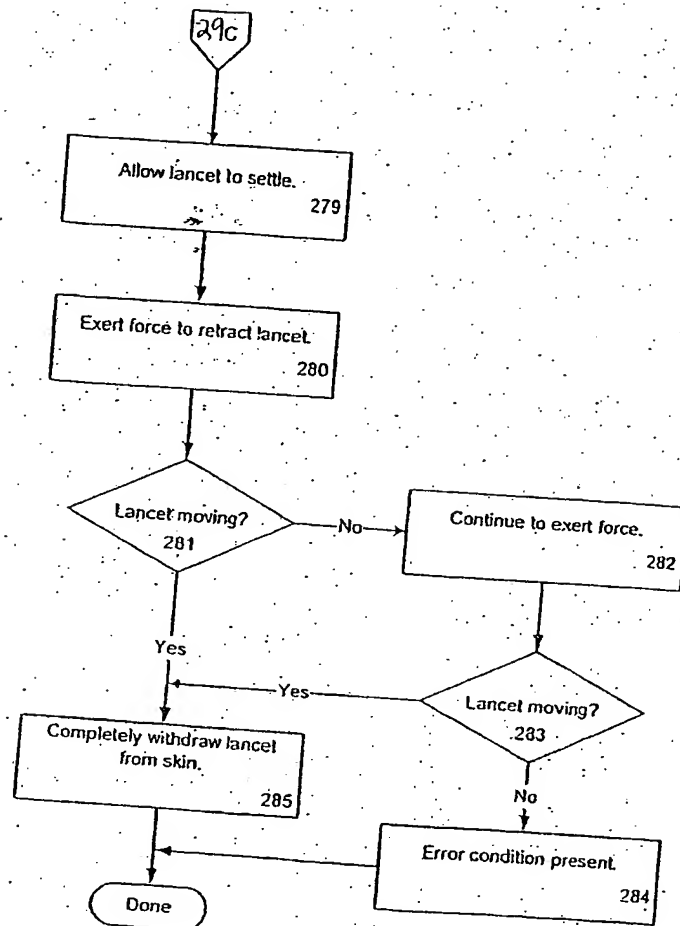 29c
Allow lancet to settle.
279
Exert force to retract lancet.
280
Lancet moving?
281
No
Continue to exert force.
282
Yes
Yes
Lancet moving?
283
Completely withdraw lancet
from skin.
285
No
Error condition present.
284
Done